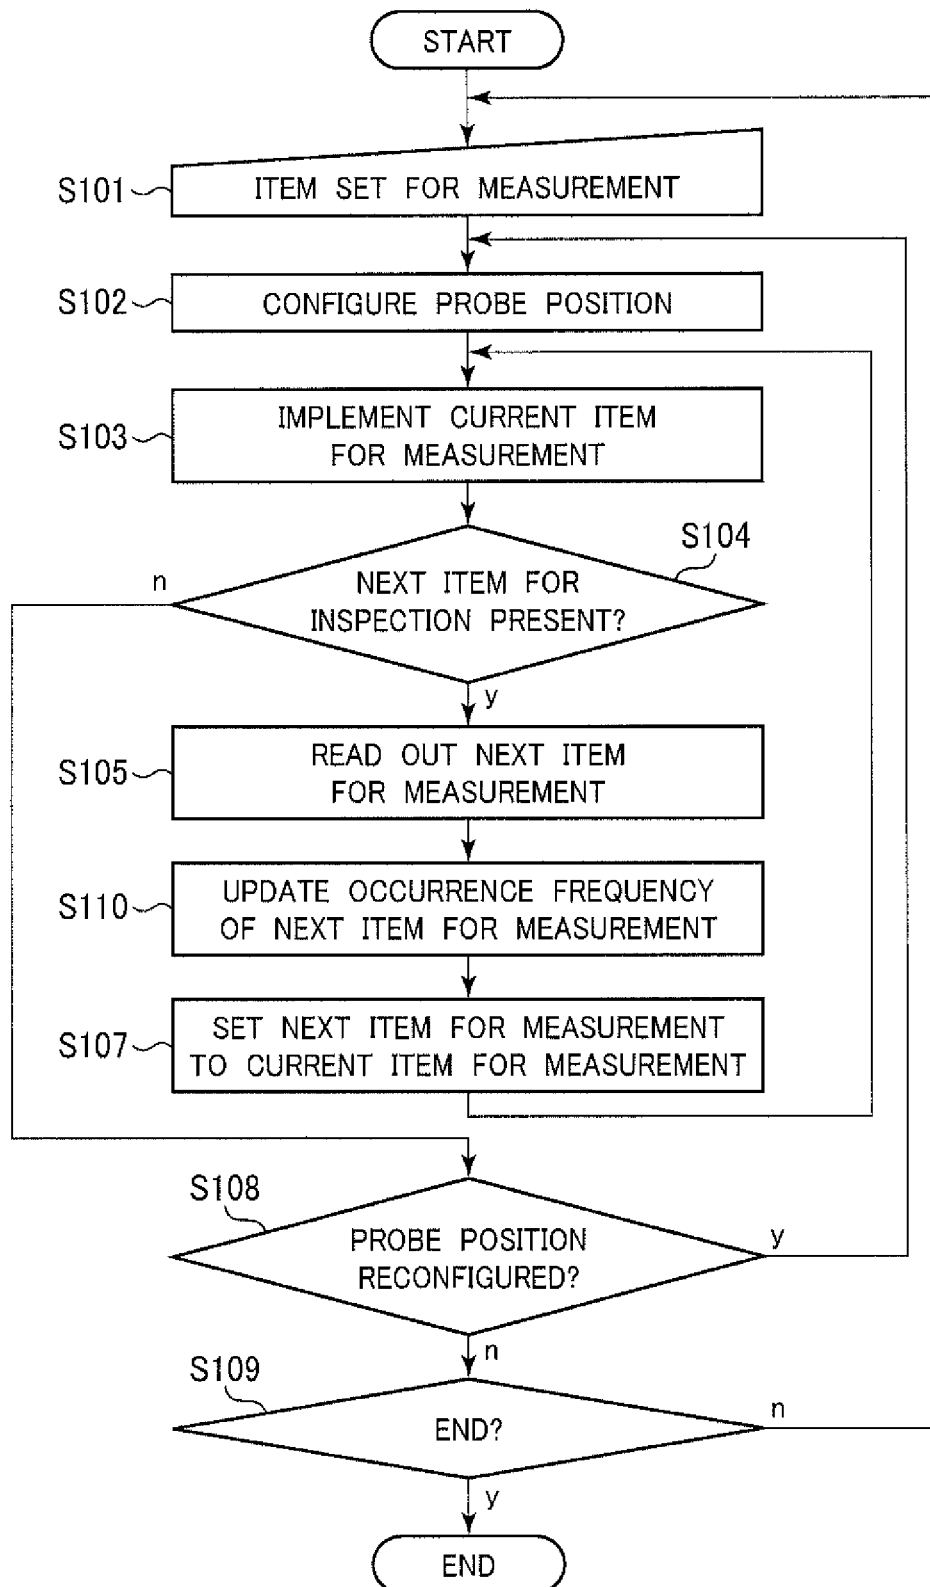 START
S101
ITEM SET FOR MEASUREMENT
S102
CONFIGURE PROBE POSITION
S103
IMPLEMENT CURRENT ITEM
FOR MEASUREMENT
S104
n
NEXT ITEM FOR
INSPECTION PRESENT?
y
S105
READ OUT NEXT ITEM
FOR MEASUREMENT
S110
UPDATE OCCURRENCE FREQUENCY
OF NEXT ITEM FOR MEASUREMENT
S107
SET NEXT ITEM FOR MEASUREMENT
TO CURRENT ITEM FOR MEASUREMENT
S108
PROBE POSITION
RECONFIGURED?
y
n
S109
END?
n
y
END